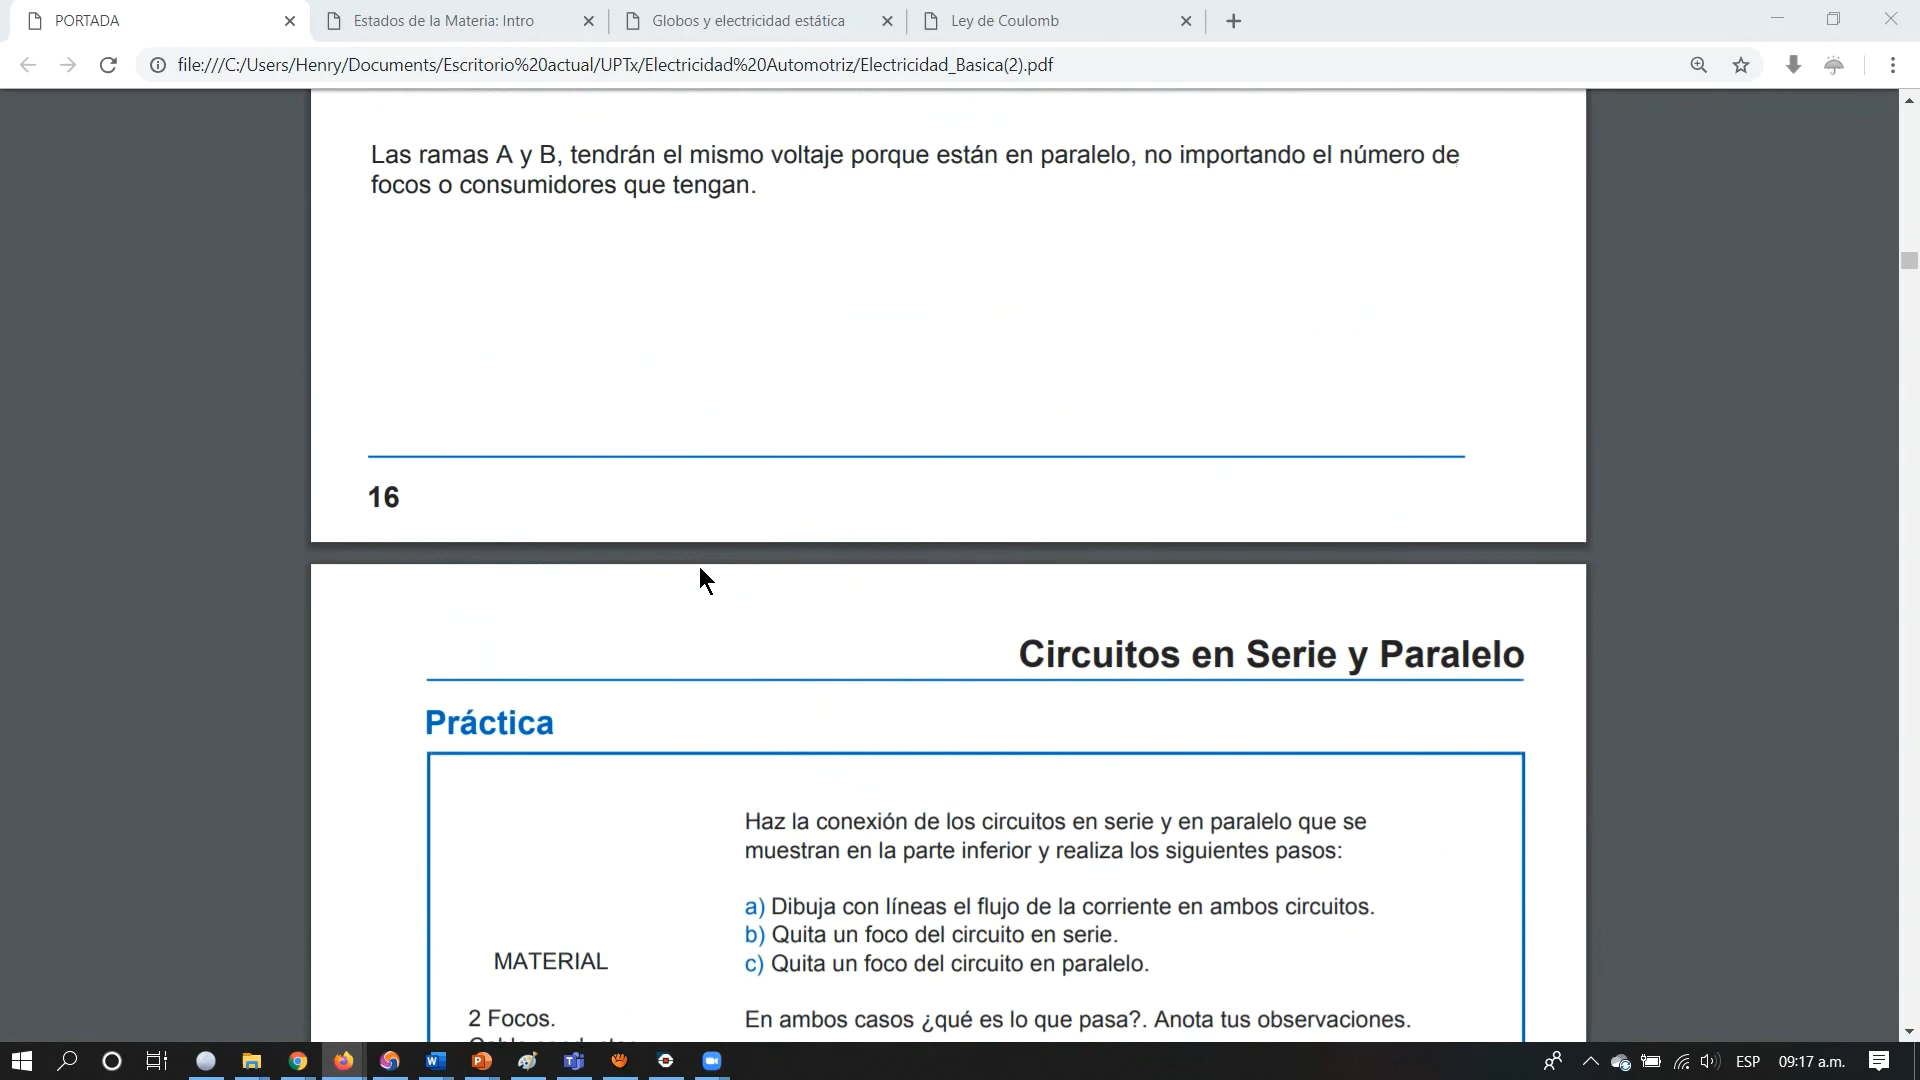 PORTADA
Estados de la Materia: Intro
Globos y electricidad estática
Ley de Coulomb
file:///C:/Users/Henry/Documents/Escritorio%20actual/UPTx/Electricidad%20Automotriz/Electricidad_Basica(2).pdf
Las ramas A y B, tendrán el mismo voltaje porque están en paralelo, no importando el número de
focos o consumidores que tengan.
16
Circuitos en Serie y Paralelo
Práctica
Haz la conexión de los circuitos en serie y en paralelo que se
muestran en la parte inferior y realiza los siguientes pasos:
a) Dibuja con líneas el flujo de la corriente en ambos circuitos.
b) Quita un foco del circuito en serie.
c) Quita un foco del circuito en paralelo.
MATERIAL
2 Focos.
En ambos casos ¿qué es lo que pasa?. Anota tus observaciones.
ESP
09:17 a.m.